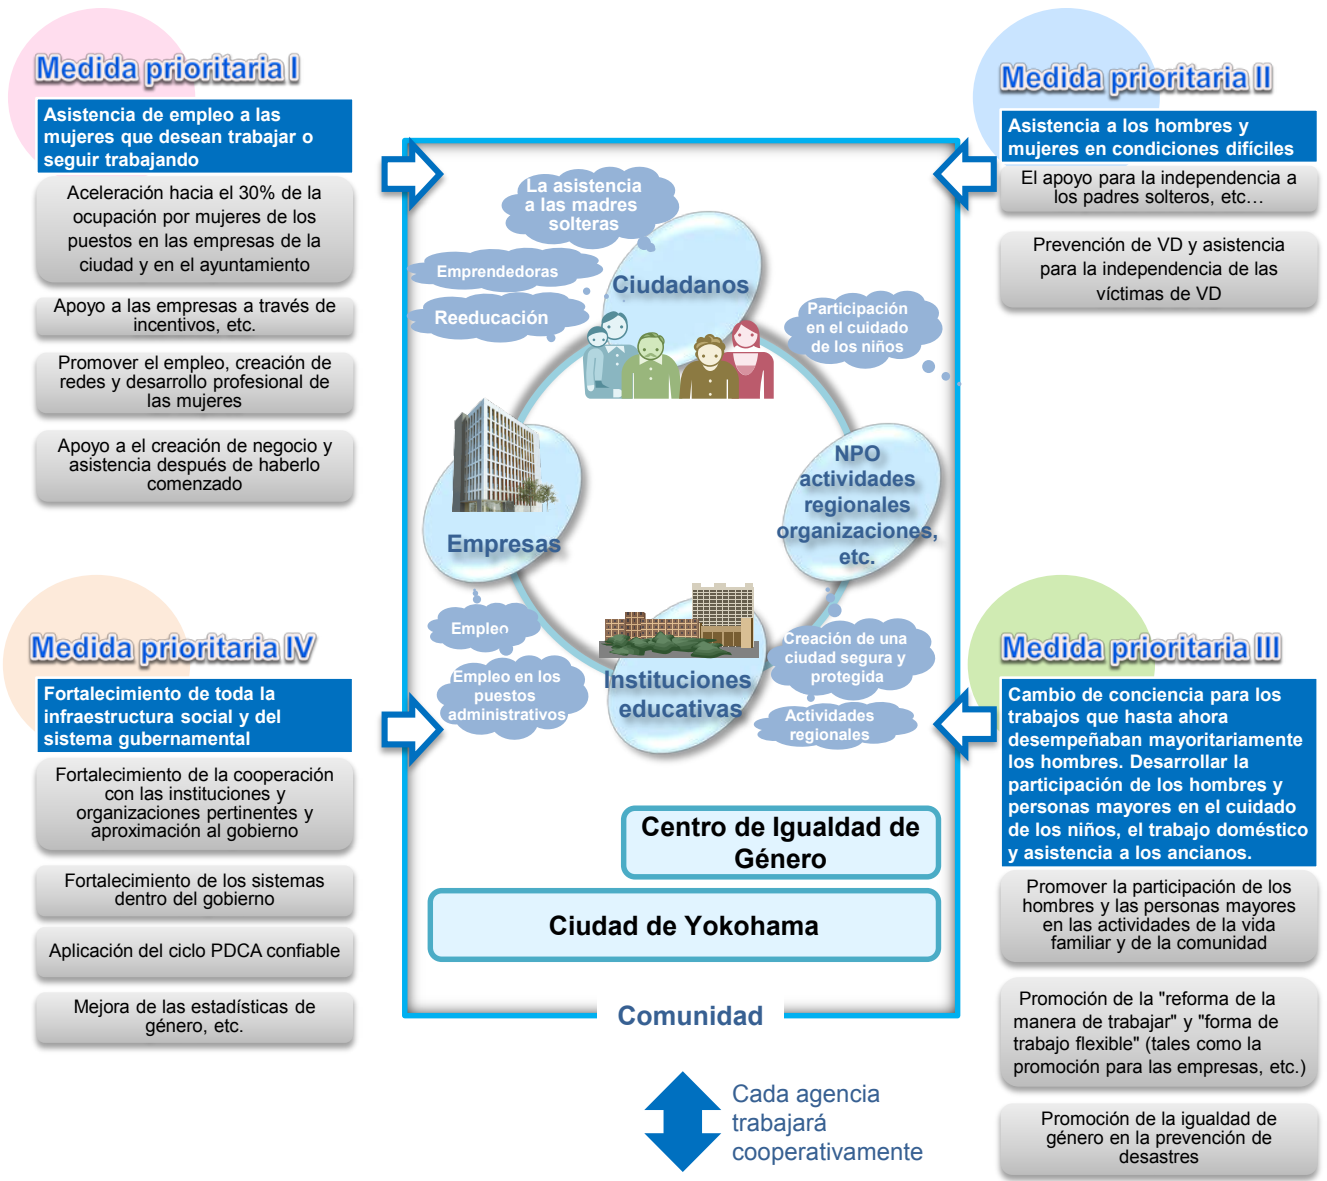 Medida prioritaria I
Asistencia de empleo a las
mujeres que desean trabajar o
seguir trabajando
Aceleración hacia el 30% de la
ocupación por mujeres de los
puestos en las empresas de la
ciudad y en el ayuntamiento
Apoyo a las empresas a través de
incentivos, etc.
Promover el empleo, creación de
redes y desarrollo profesional de
las mujeres
Apoyo a el creación de negocio y
asistencia después de haberlo
comenzado
Medida prioritaria II
Asistencia a los hombres y
mujeres en condiciones difíciles
El apoyo para la independencia a
los padres solteros, etc...
Prevención de VD y asistencia
para la independencia de las
víctimas de VD
La asistencia
a las madres
solteras
Emprendedoras
Reeducación
Ciudadanos
Participación
en el cuidado
de los niños
Empresas
NPO
actividades
regionales
organizaciones,
etc.
Empleo
Empleo en los
puestos
administrativos
Instituciones
educativas
Creación de una
ciudad segura y
protegida
Actividades
regionales
Centro de Igualdad de
Género
Ciudad de Yokohama
Comunidad
Cada agencia
trabajará
cooperativamente
Medida prioritaria IV
Fortalecimiento de toda la
infraestructura social y del
sistema gubernamental
Fortalecimiento de la cooperación
con las instituciones y
organizaciones pertinentes y
aproximación al gobierno
Fortalecimiento de los sistemas
dentro del gobierno
Aplicación del ciclo PDCA confiable
Mejora de las estadísticas de
género, etc.
Medida prioritaria III
Cambio de conciencia para los
trabajos que hasta ahora
desempeñaban mayoritariamente
los hombres. Desarrollar la
participación de los hombres y
personas mayores en el cuidado
de los niños, el trabajo doméstico
y asistencia a los ancianos.
Promover la participación de los
hombres y las personas mayores
en las actividades de la vida
familiar y de la comunidad
Promoción de la "reforma de la
manera de trabajar" y "forma de
trabajo flexible" (tales como la
promoción para las empresas, etc.)
Promoción de la igualdad de
género en la prevención de
desastres